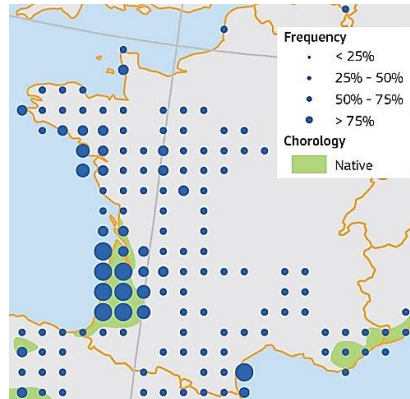 Frequency
< 25%
25% - 50%
50% - 75%
> 75%
Chorology
Native